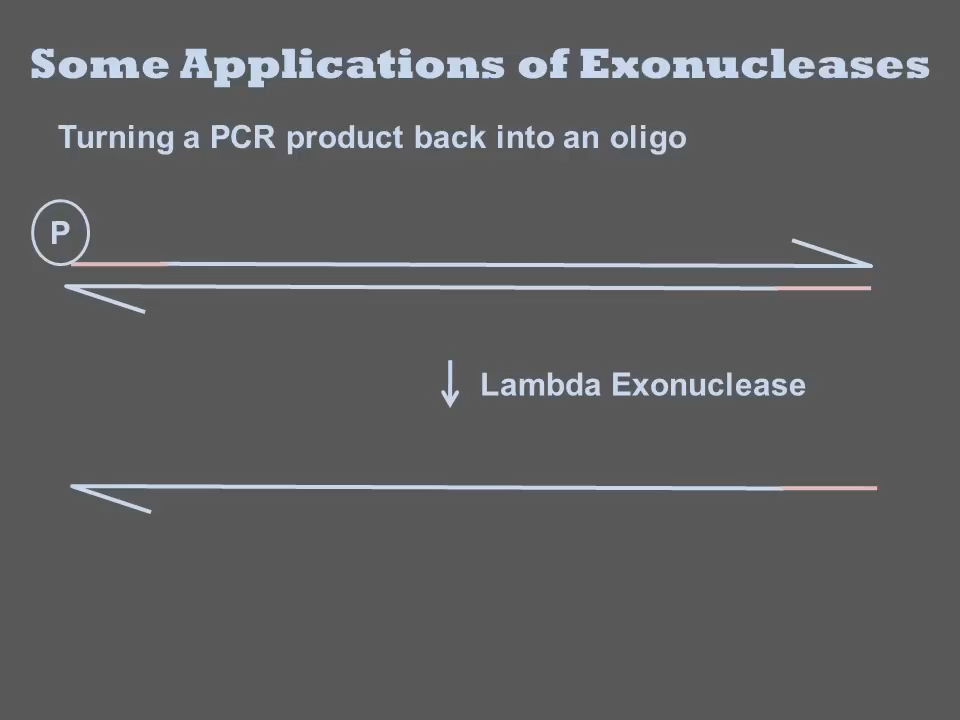 Some Applications of Exonucleases
Turning a PCR product back into an oligo
P
Lambda Exonuclease